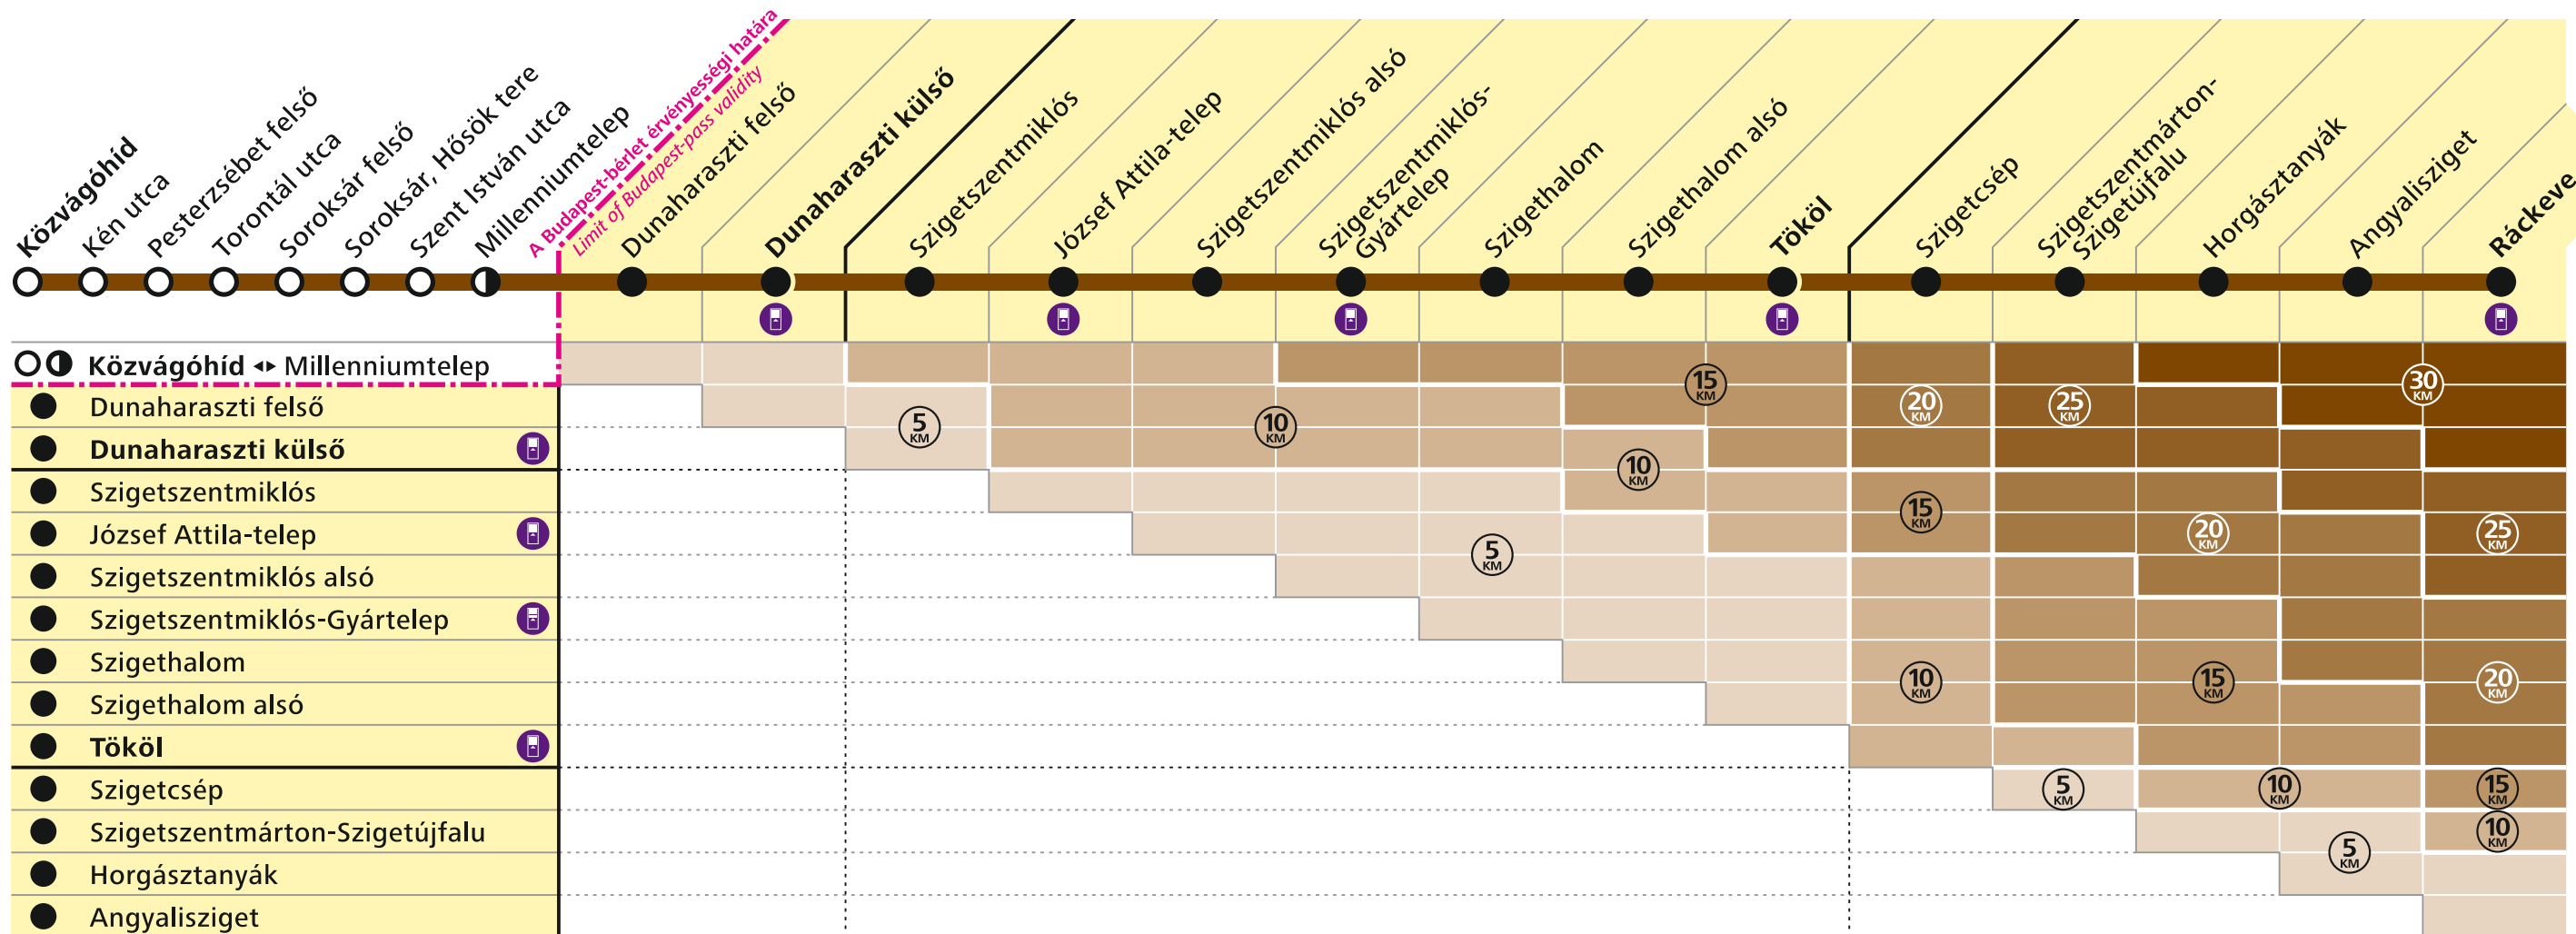 Közvágóhíd
Kén utca
Pesterzsébet felső
Torontál utca
Soroksár felső
Soroksár, Hősök tere
Szent István utca
Millenniumtelep
A Budapest-bérlet érvényességi határa
Limit of Budapest-pass validity
Dunaharaszti felső
Dunaharaszti külső
Szigetszentmiklós
József Attila-telep
Szigetszentmiklós alsó
Szigetszentmiklós-
Gyártelep
Szigethalom
Szigethalom alsó
Tököl
Szigetcsép
Szigetszentmárton-
Szigetújfalu
Horgásztanyák
Angyalisziget
Ráckeve
Közvágóhíd ◂▸ Millenniumtelep
15 KM
30 KM
Dunaharaszti felső
20 KM
25 KM
5 KM
10 KM
Dunaharaszti külső
10 KM
Szigetszentmiklós
15 KM
József Attila-telep
20 KM
25 KM
5 KM
Szigetszentmiklós alsó
Szigetszentmiklós-Gyártelep
Szigethalom
10 KM
15 KM
20 KM
Szigethalom alsó
Tököl
Szigetcsép
5 KM
10 KM
15 KM
Szigetszentmárton-Szigetújfalu
10 KM
5 KM
Horgásztanyák
Angyalisziget